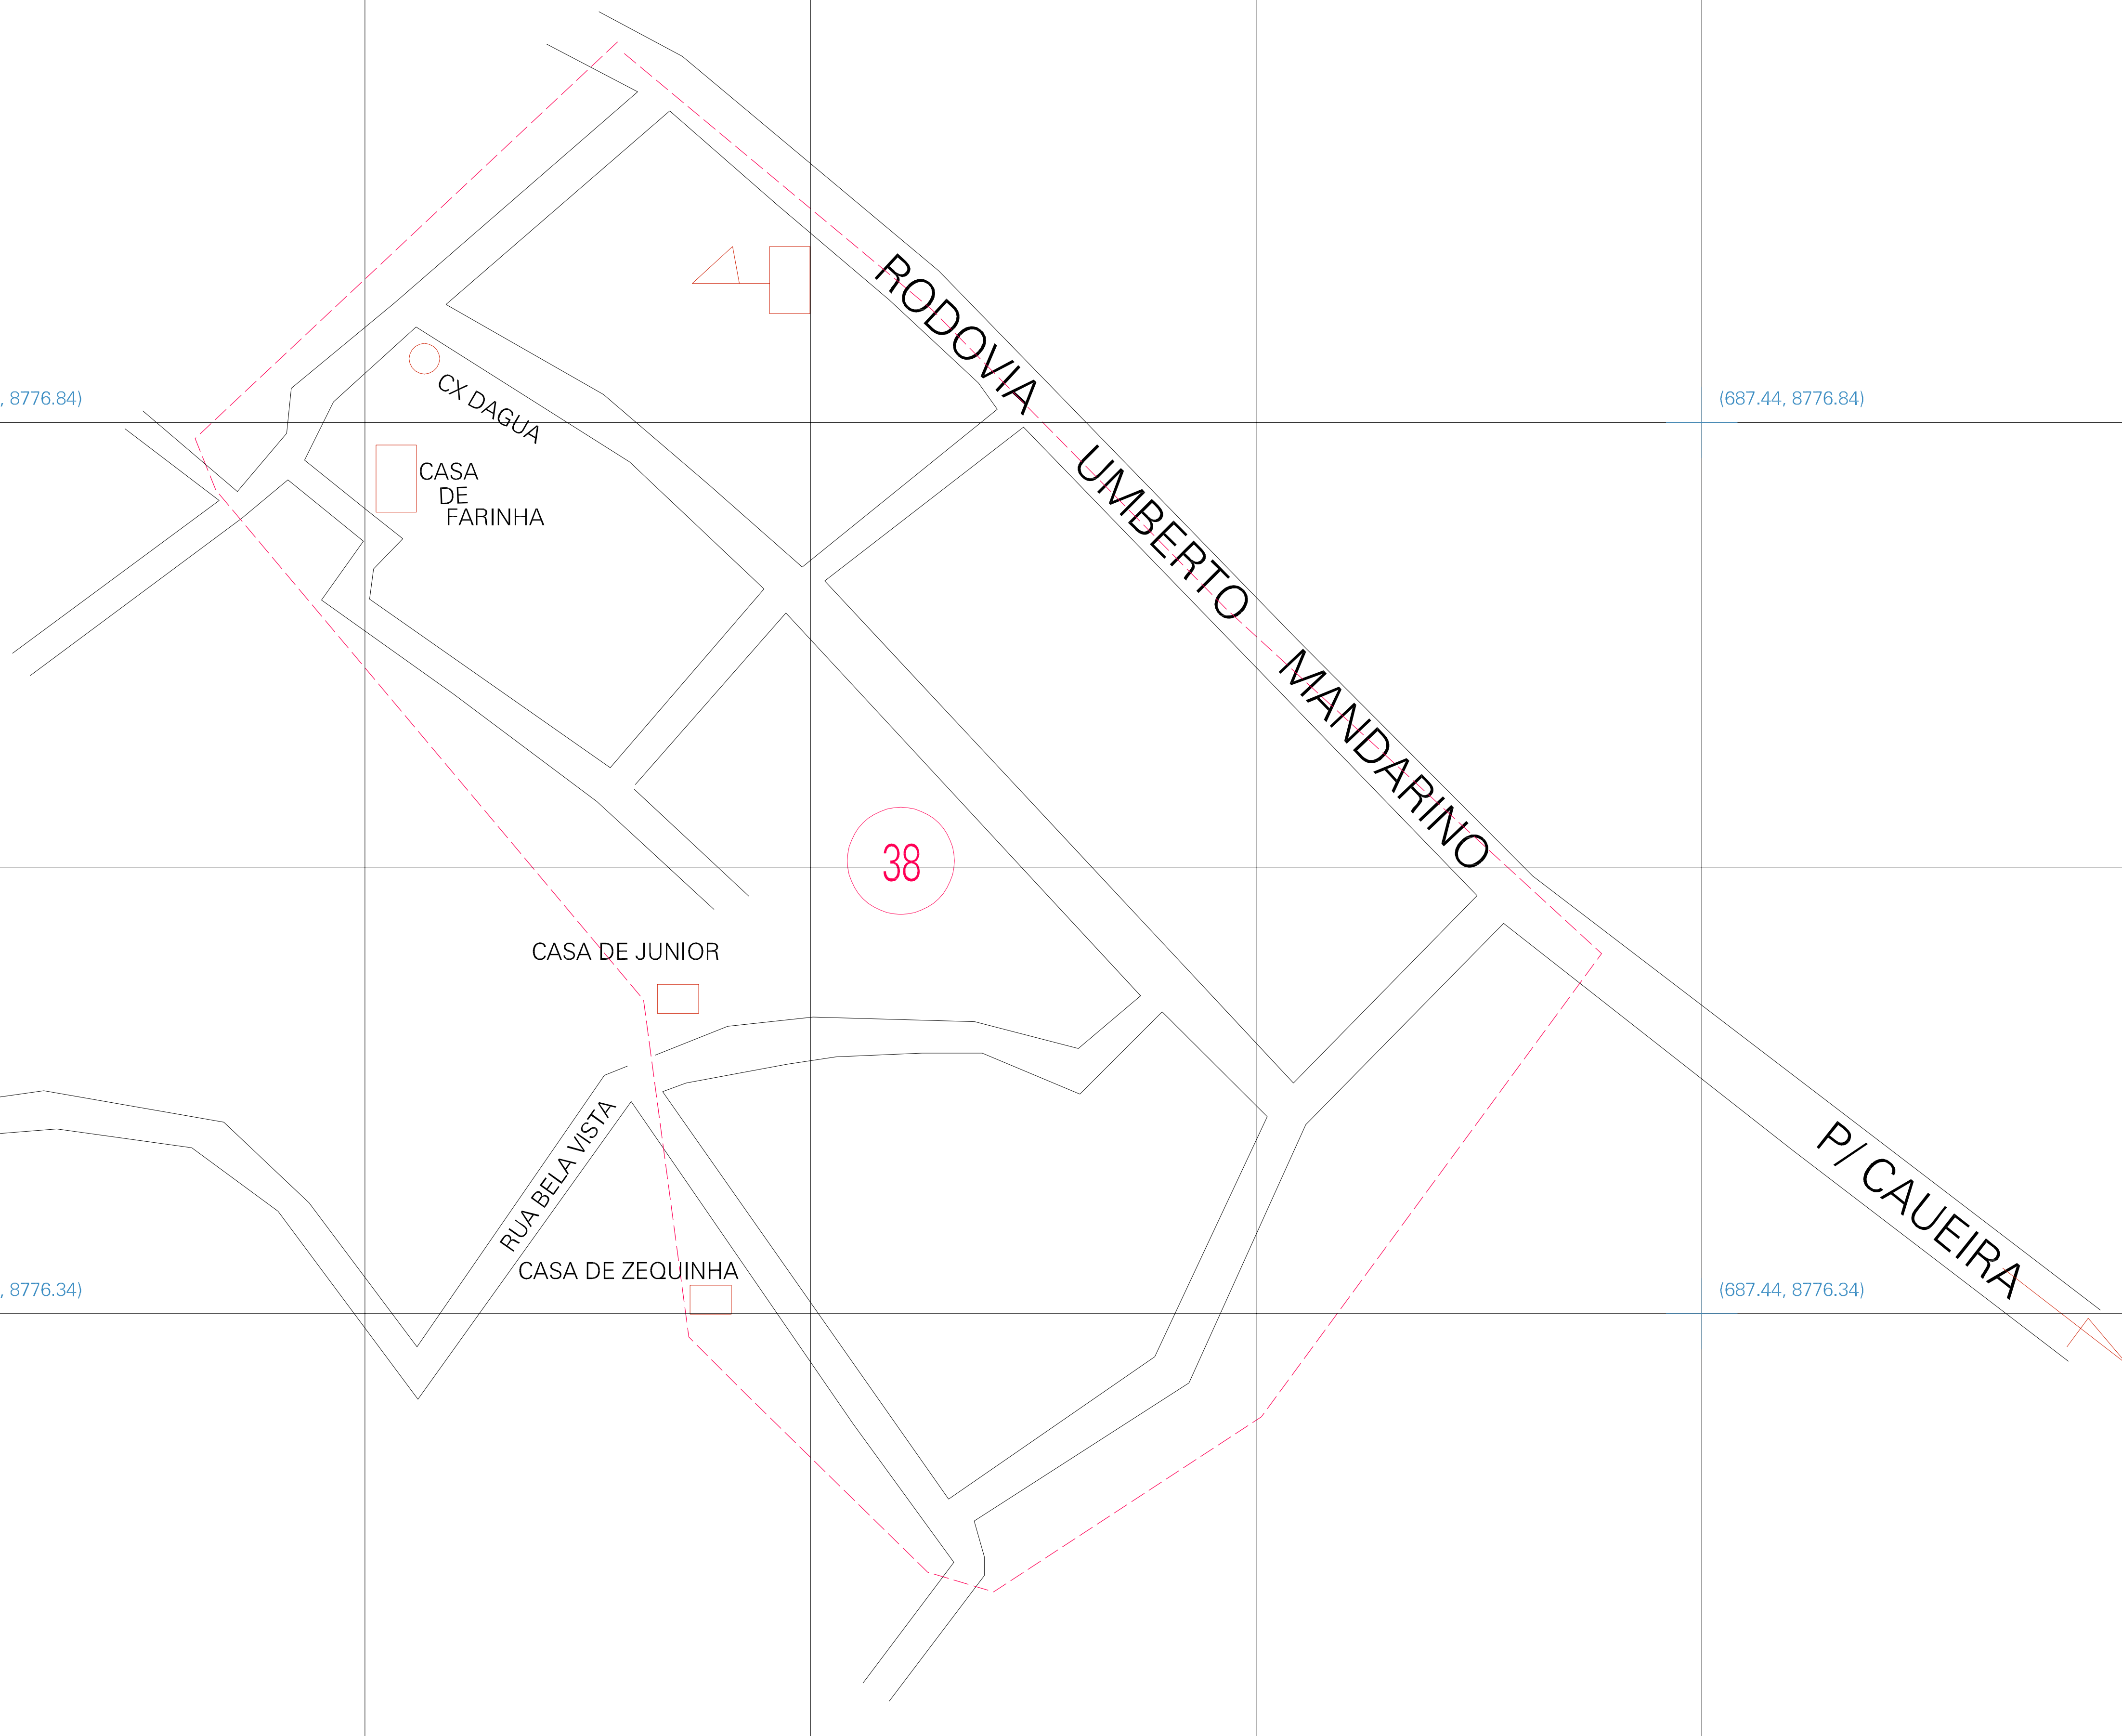 RODOVIA UMBERTO MANDARINO
CX DAGUA
, 8776.84)
(687.44, 8776.84)
CASA
DE
FARINHA
38
CASA DE JUNIOR
RUA BELA VISTA
P/ CAUEIRA
CASA DE ZEQUINHA
, 8776.34)
(687.44, 8776.34)